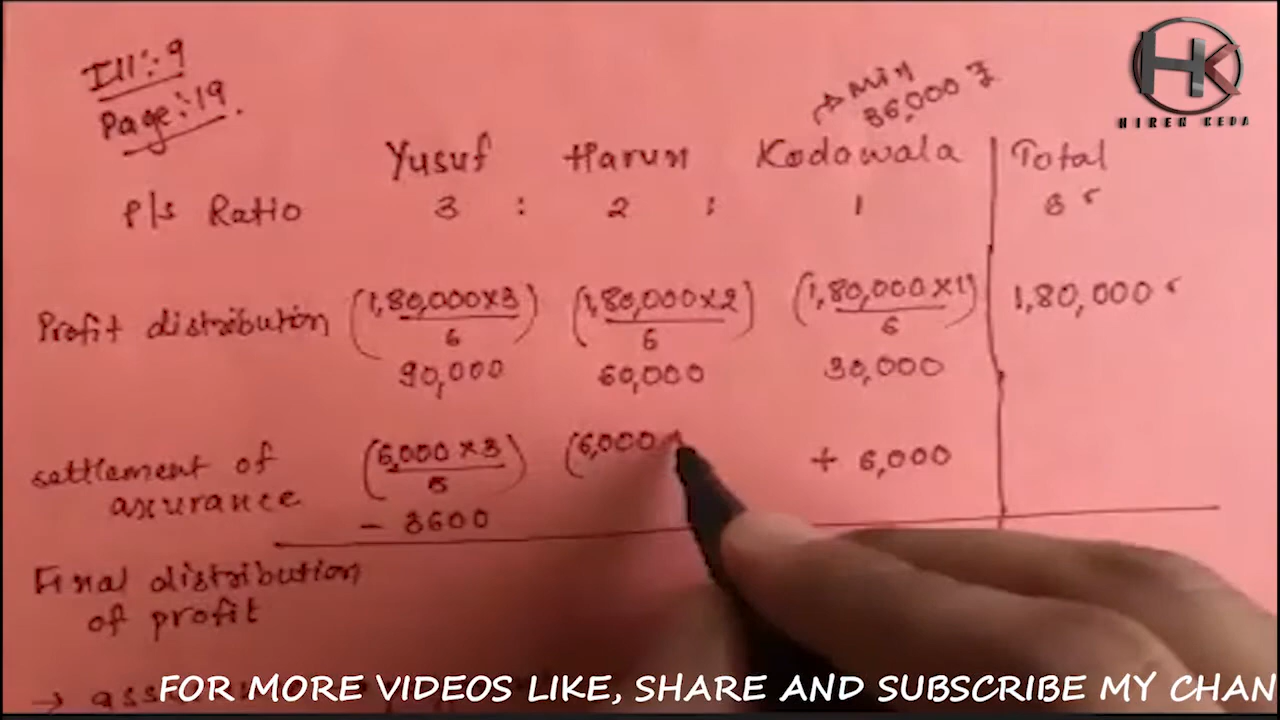 Ill:- 9
Page:- 19.
HK
HIREN KEDA
→ Min
36,000 ₹
Yusuf Harun Kodawala Total
P/s Ratio 3 : 2 : 1 6
Profit distribution (1,80,000×3/6) (1,80,000×2/6) (1,80,000×1/6) 1,80,000
90,000 60,000 30,000
settlement of (6,000×3/5) (6,000 + 6,000
assurance
- 3600
Final distribution
of profit
→ ass
FOR MORE VIDEOS LIKE, SHARE AND SUBSCRIBE MY CHAN